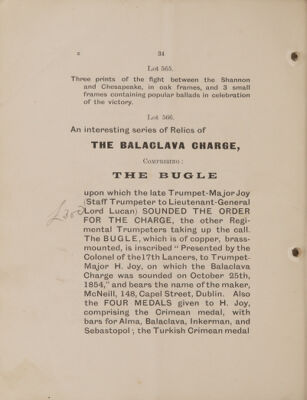 z 34
Lot 565.
Three prints of the fight between the Shannon
and Chesapeake, in oak frames, and 3 small
frames containing popular ballads in celebration
of the victory.
Lot 566.
An interesting series of Relics of
THE BALACLAVA CHARGE,
Comprising:
THE BUGLE
upon which the late Trumpet-Major Joy
(Staff Trumpeter to Lieutenant-General
Lord Lucan) SOUNDED THE ORDER
FOR THE CHARGE, the other Regi-
mental Trumpeters taking up the call.
The BUGLE, which is of copper, brass-
mounted, is inscribed "Presented by the
Colonel of the 17th Lancers, to Trumpet-
Major H. Joy, on which the Balaclava
Charge was sounded on October 25th,
1854," and bears the name of the maker,
McNeill, 148, Capel Street, Dublin. Also
the FOUR MEDALS given to H. Joy,
comprising the Crimean medal, with
bars for Alma, Balaclava, Inkerman, and
Sebastopol; the Turkish Crimean medal